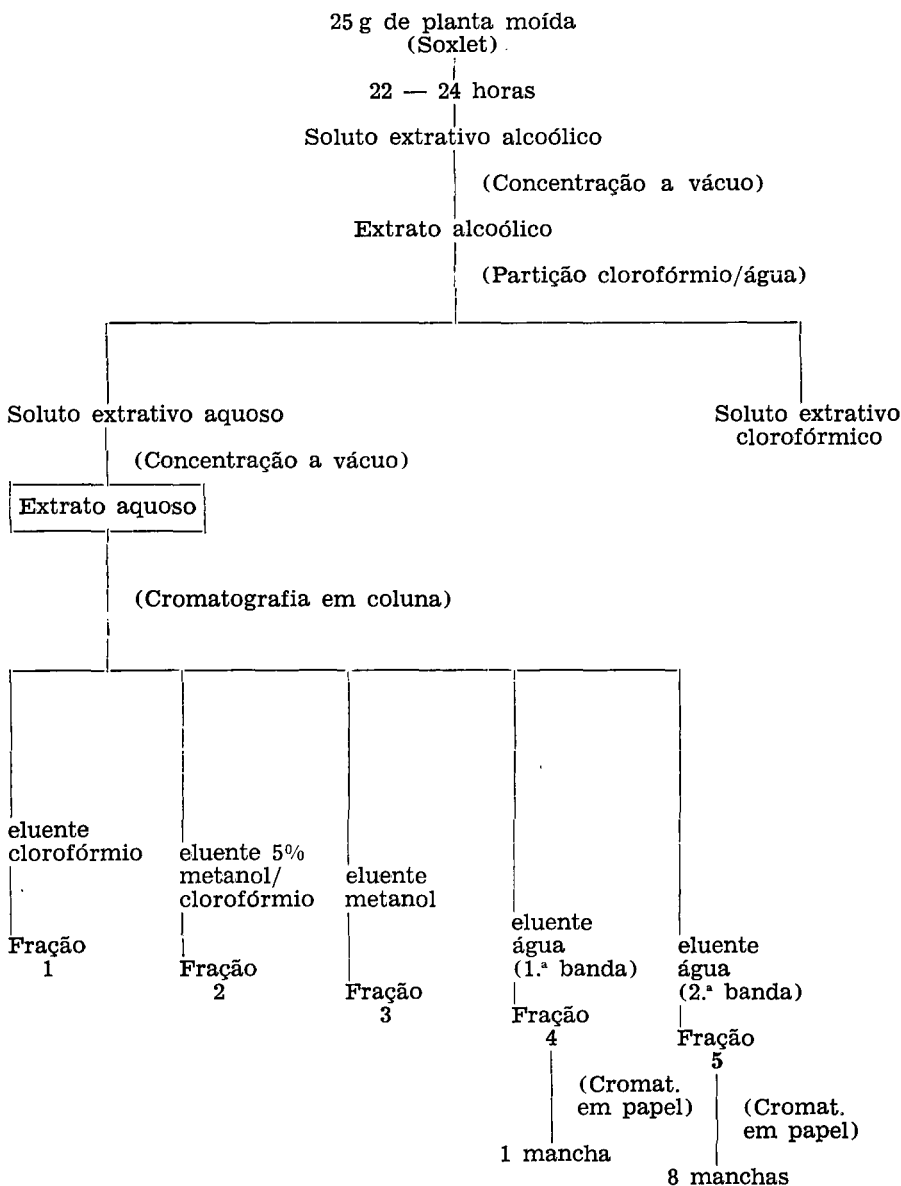 25 g de planta moída
(Soxlet)
22 — 24 horas
Soluto extrativo alcoólico
(Concentração a vácuo)
Extrato alcoólico
(Partição clorofórmio/água)
Soluto extrativo aquoso
Soluto extrativo
clorofórmico
(Concentração a vácuo)
Extrato aquoso
(Cromatografia em coluna)
eluente
clorofórmio
Fração
1
eluente 5%
metanol/
clorofórmio
Fração
2
eluente
metanol
Fração
3
eluente
água
(1.ª banda)
Fração
4
(Cromat.
em papel)
1 mancha
eluente
água
(2.ª banda)
Fração
5
(Cromat.
em papel)
8 manchas